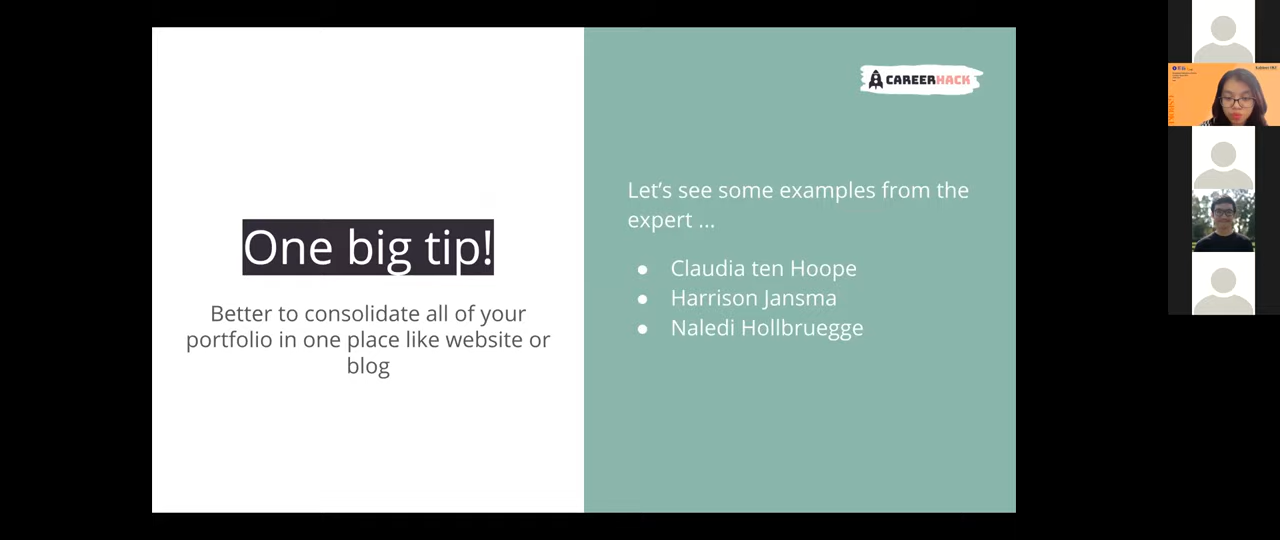 One big tip!
Better to consolidate all of your
portfolio in one place like website or
blog
CAREERHACK
Let's see some examples from the
expert ...
● Claudia ten Hoope
● Harrison Jansma
● Naledi Hollbruegge